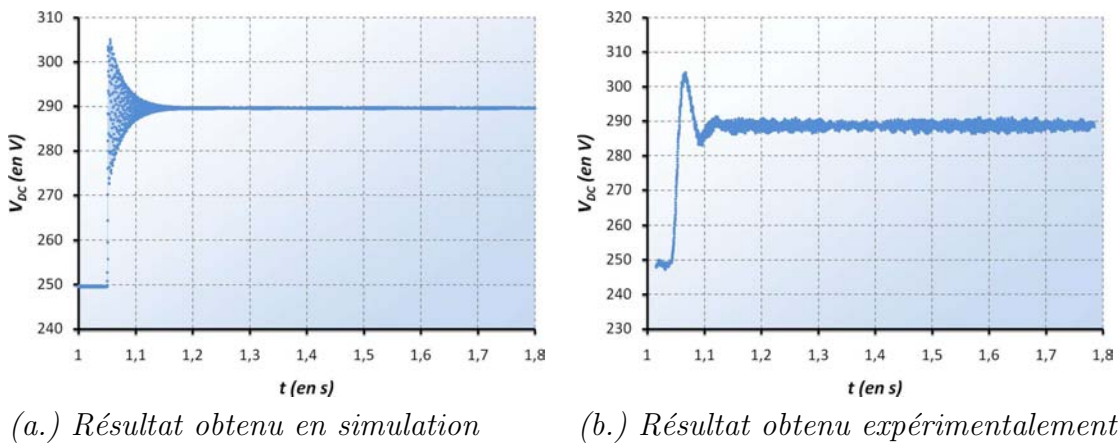 310
300
290
280
270
260
250
240
V_DC (en V)
1 1,1 1,2 1,3 1,4 1,5 1,6 1,7 1,8
t (en s)
(a.) Résultat obtenu en simulation
320
310
300
290
280
270
260
250
240
230
V_DC (en V)
1 1,1 1,2 1,3 1,4 1,5 1,6 1,7 1,8
t (en s)
(b.) Résultat obtenu expérimentalement